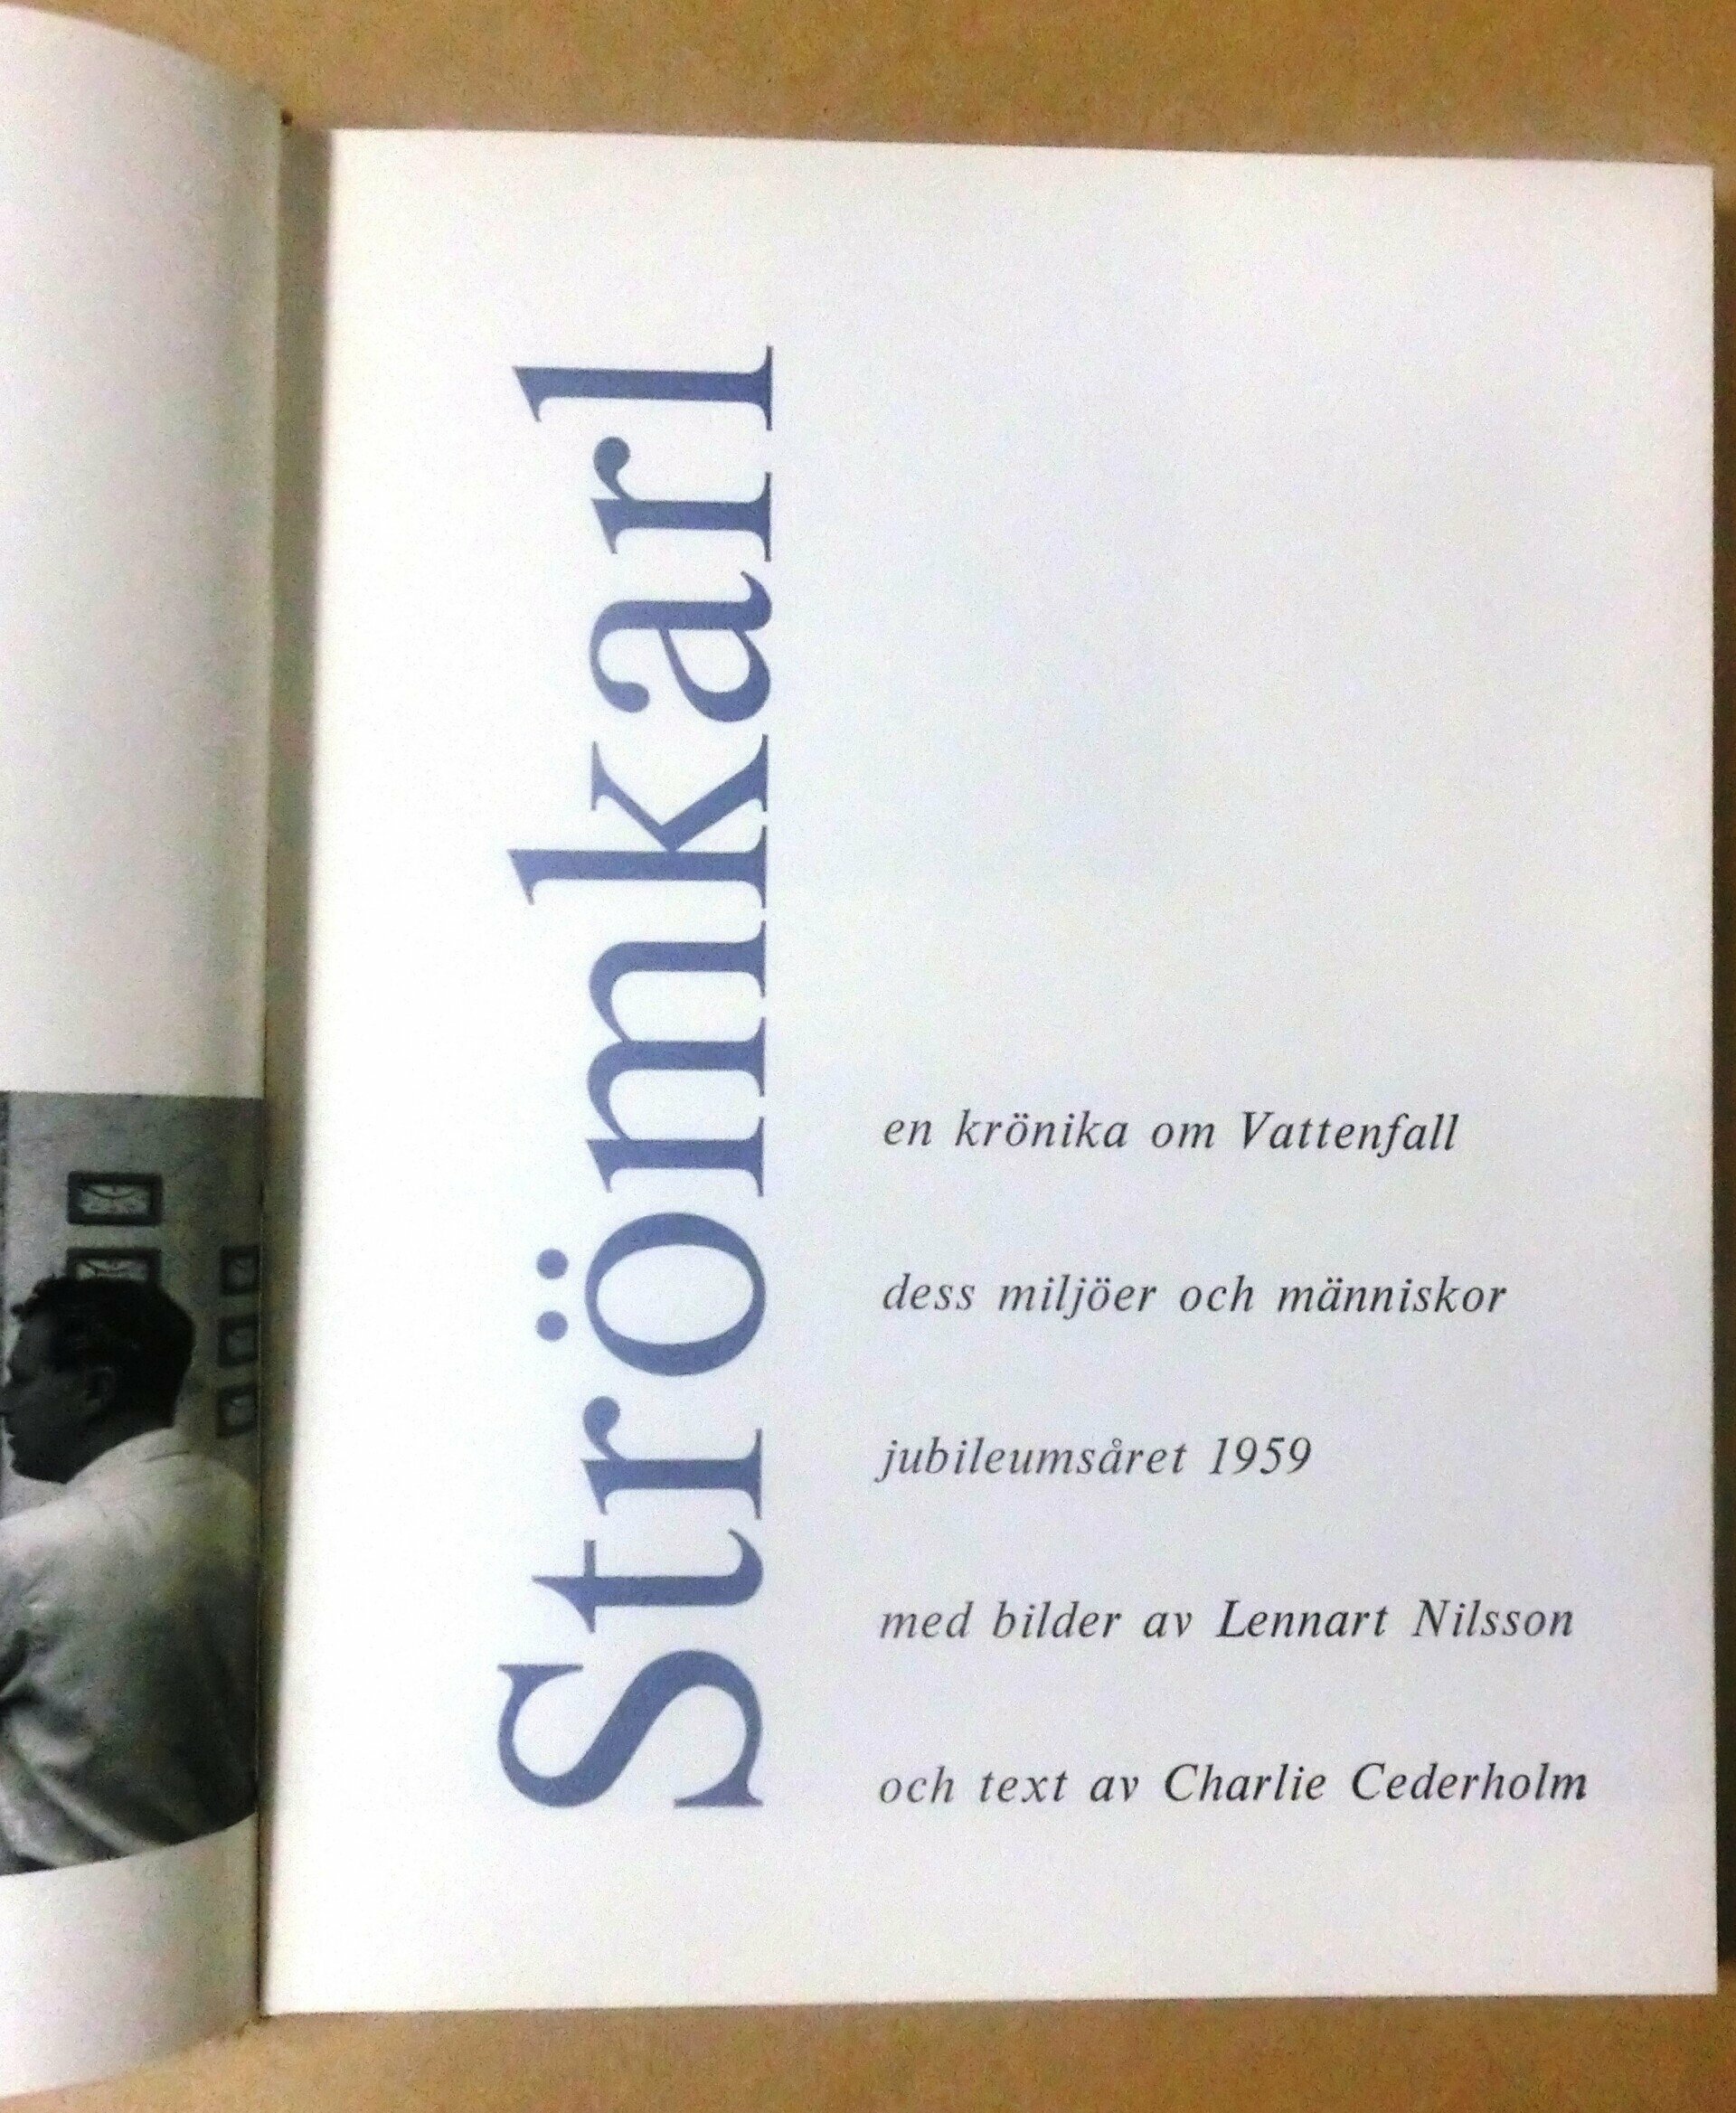 Strömkarl
en krönika om Vattenfall
dess miljöer och människor
jubileumsåret 1959
med bilder av Lennart Nilsson
och text av Charlie Cederholm